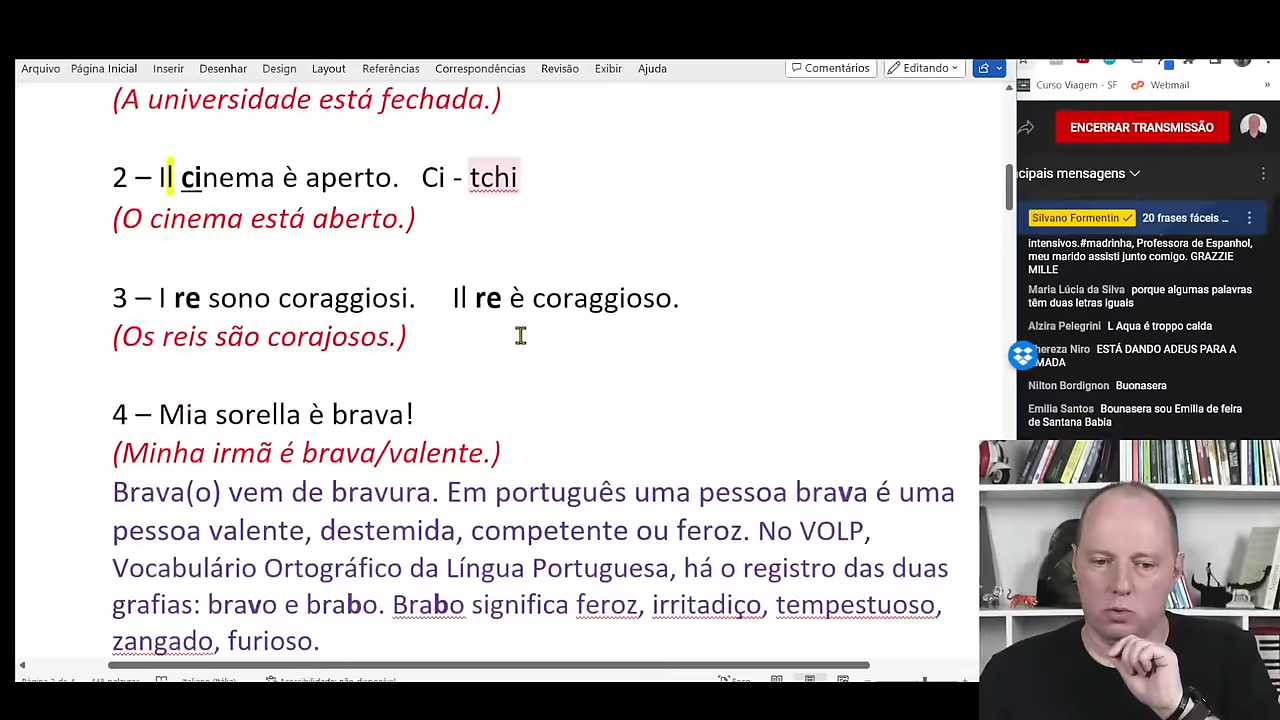 Arquivo Página Inicial Inserir Desenhar Design Layout Referências Correspondências Revisão Exibir Ajuda Comentários Editando
(A universidade está fechada.)
2 – Il cinema è aperto. Ci - tchi
(O cinema está aberto.)
3 – I re sono coraggiosi. Il re è coraggioso.
(Os reis são corajosos.)
4 – Mia sorella è brava!
(Minha irmã é brava/valente.)
Brava(o) vem de bravura. Em português uma pessoa brava é uma
pessoa valente, destemida, competente ou feroz. No VOLP,
Vocabulário Ortográfico da Língua Portuguesa, há o registro das duas
grafias: bravo e brabo. Brabo significa feroz, irritadiço, tempestuoso,
zangado, furioso.
Curso Viagem - SF Webmail »
ENCERRAR TRANSMISSÃO
cipais mensagens
Silvano Formentin 20 frases fáceis ...
intensivos.#madrinha, Professora de Espanhol,
meu marido assisti junto comigo. GRAZZIE
MILLE
Maria Lúcia da Silva porque algumas palavras
têm duas letras iguais
Alzira Pelegrini L Aqua é troppo calda
hereza Niro ESTÁ DANDO ADEUS PARA A
MADA
Nilton Bordignon Buonasera
Emilia Santos Bounasera sou Emilia de feira
de Santana Babla